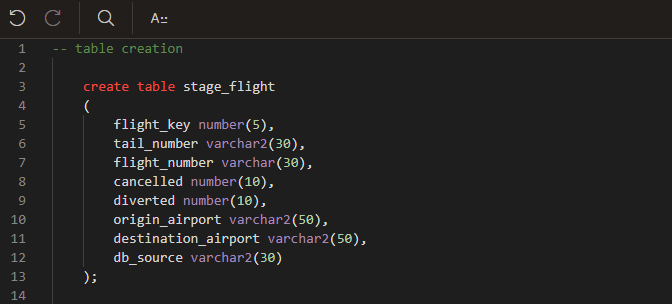 A::
1 -- table creation
2
3 create table stage_flight
4 (
5 flight_key number(5),
6 tail_number varchar2(30),
7 flight_number varchar(30),
8 cancelled number(10),
9 diverted number(10),
10 origin_airport varchar2(50),
11 destination_airport varchar2(50),
12 db_source varchar2(30)
13 );
14